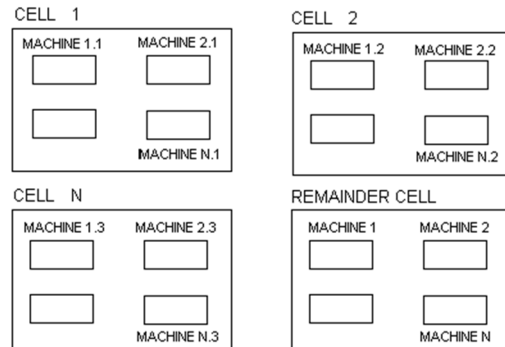 CELL 1
MACHINE 1.1 MACHINE 2.1
MACHINE N.1
CELL 2
MACHINE 1.2 MACHINE 2.2
MACHINE N.2
CELL N
MACHINE 1.3 MACHINE 2.3
MACHINE N.3
REMAINDER CELL
MACHINE 1 MACHINE 2
MACHINE N